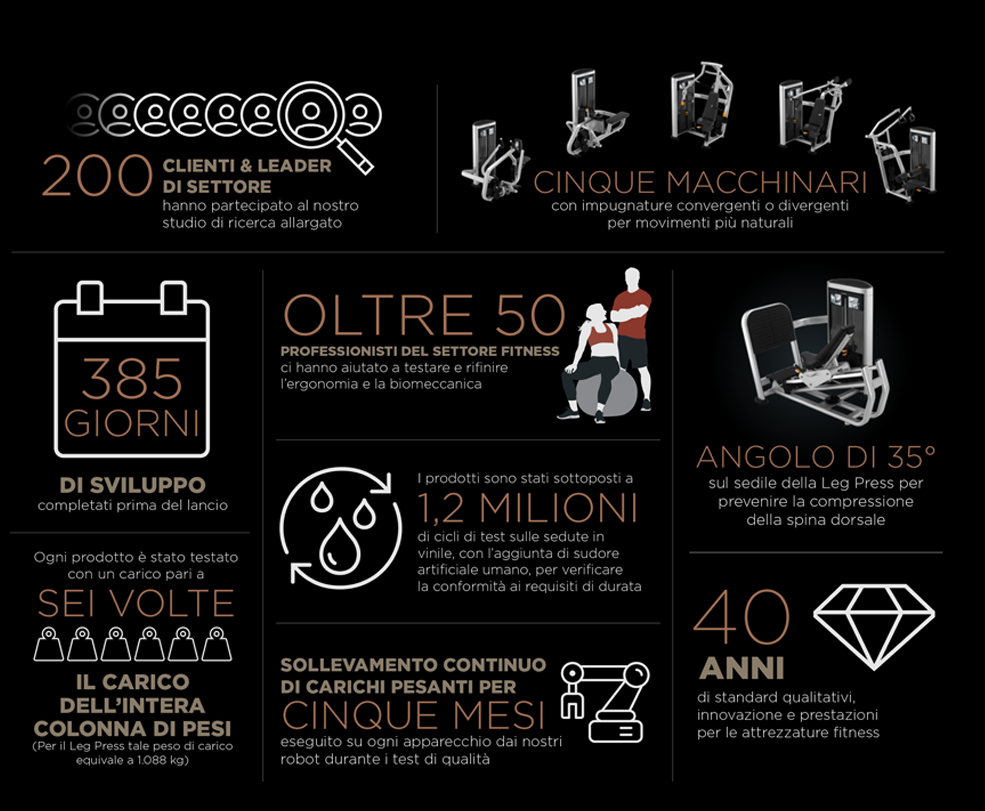 200
CLIENTI & LEADER
DI SETTORE
hanno partecipato al nostro
studio di ricerca allargato
CINQUE MACCHINARI
con impugnature convergenti o divergenti
per movimenti più naturali
385
GIORNI
DI SVILUPPO
completati prima del lancio
OLTRE 50
PROFESSIONISTI DEL SETTORE FITNESS
ci hanno aiutato a testare e rifinire
l'ergonomia e la biomeccanica
ANGOLO DI 35°
sul sedile della Leg Press per
prevenire la compressione
della spina dorsale
I prodotti sono stati sottoposti a
1,2 MILIONI
di cicli di test sulle sedute in
vinile, con l'aggiunta di sudore
artificiale umano, per verificare
la conformità ai requisiti di durata
Ogni prodotto è stato testato
con un carico pari a
SEI VOLTE
IL CARICO
DELL'INTERA
COLONNA DI PESI
(Per il Leg Press tale peso di carico
equivale a 1.088 kg)
SOLLEVAMENTO CONTINUO
DI CARICHI PESANTI PER
CINQUE MESI
eseguito su ogni apparecchio dai nostri
robot durante i test di qualità
40
ANNI
di standard qualitativi,
innovazione e prestazioni
per le attrezzature fitness